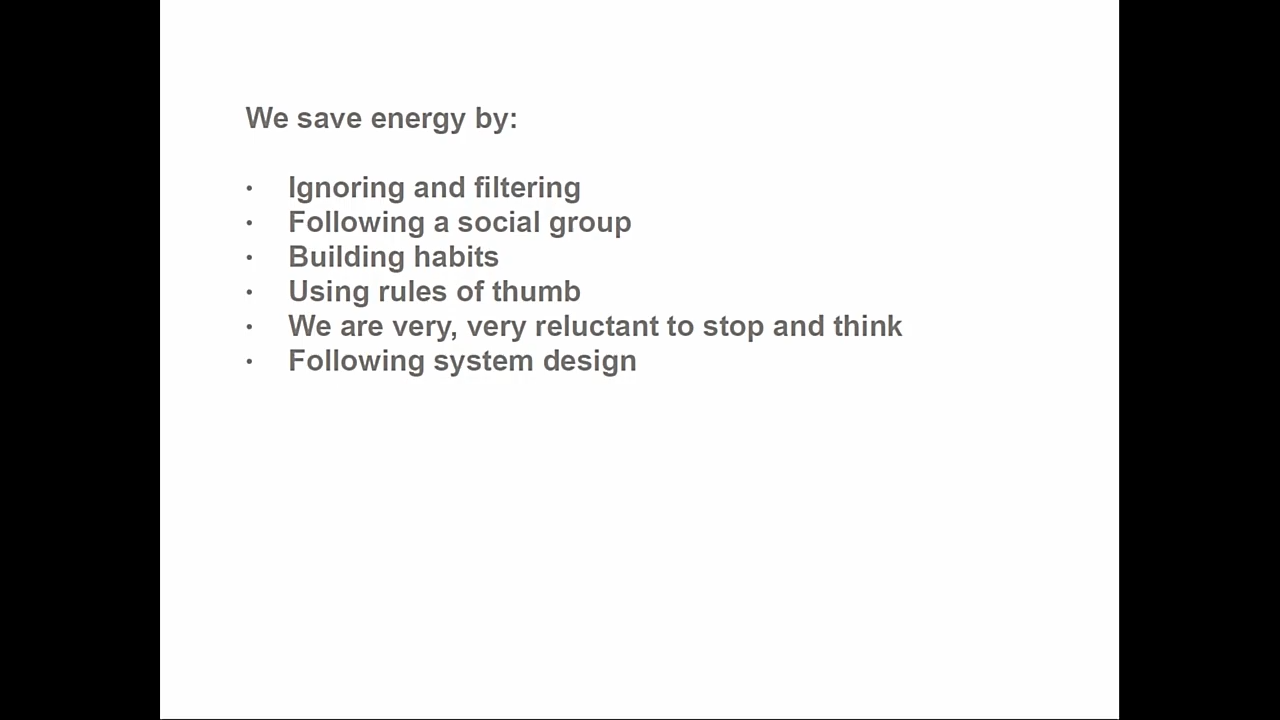 We save energy by:
• Ignoring and filtering
• Following a social group
• Building habits
• Using rules of thumb
• We are very, very reluctant to stop and think
• Following system design